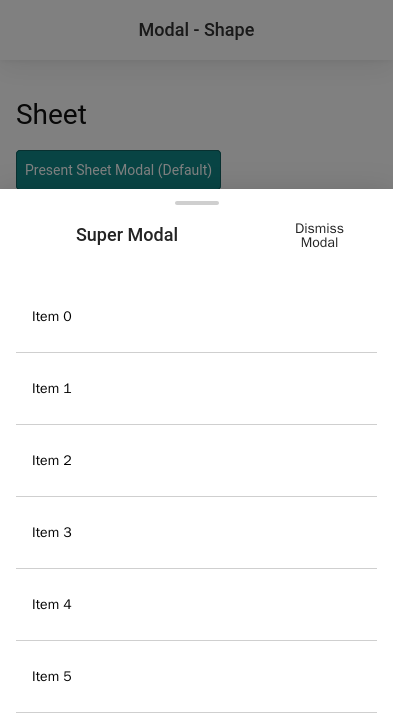 Modal - Shape
Sheet
Present Sheet Modal (Default)
Super Modal
Dismiss
Modal
Item 0
Item 1
Item 2
Item 3
Item 4
Item 5